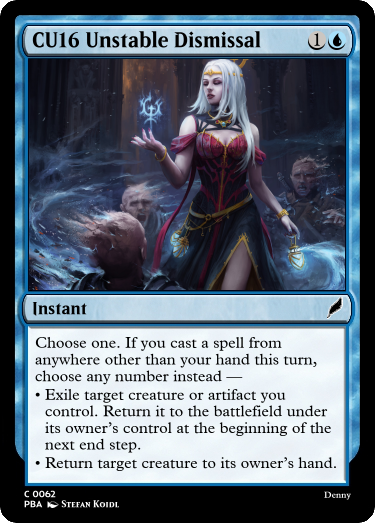 CU16 Unstable Dismissal 1
Instant
Choose one. If you cast a spell from
anywhere other than your hand this turn,
choose any number instead —
• Exile target creature or artifact you
control. Return it to the battlefield under
its owner's control at the beginning of the
next end step.
• Return target creature to its owner's hand.
C 0062
Denny
PBA Stefan Koidl